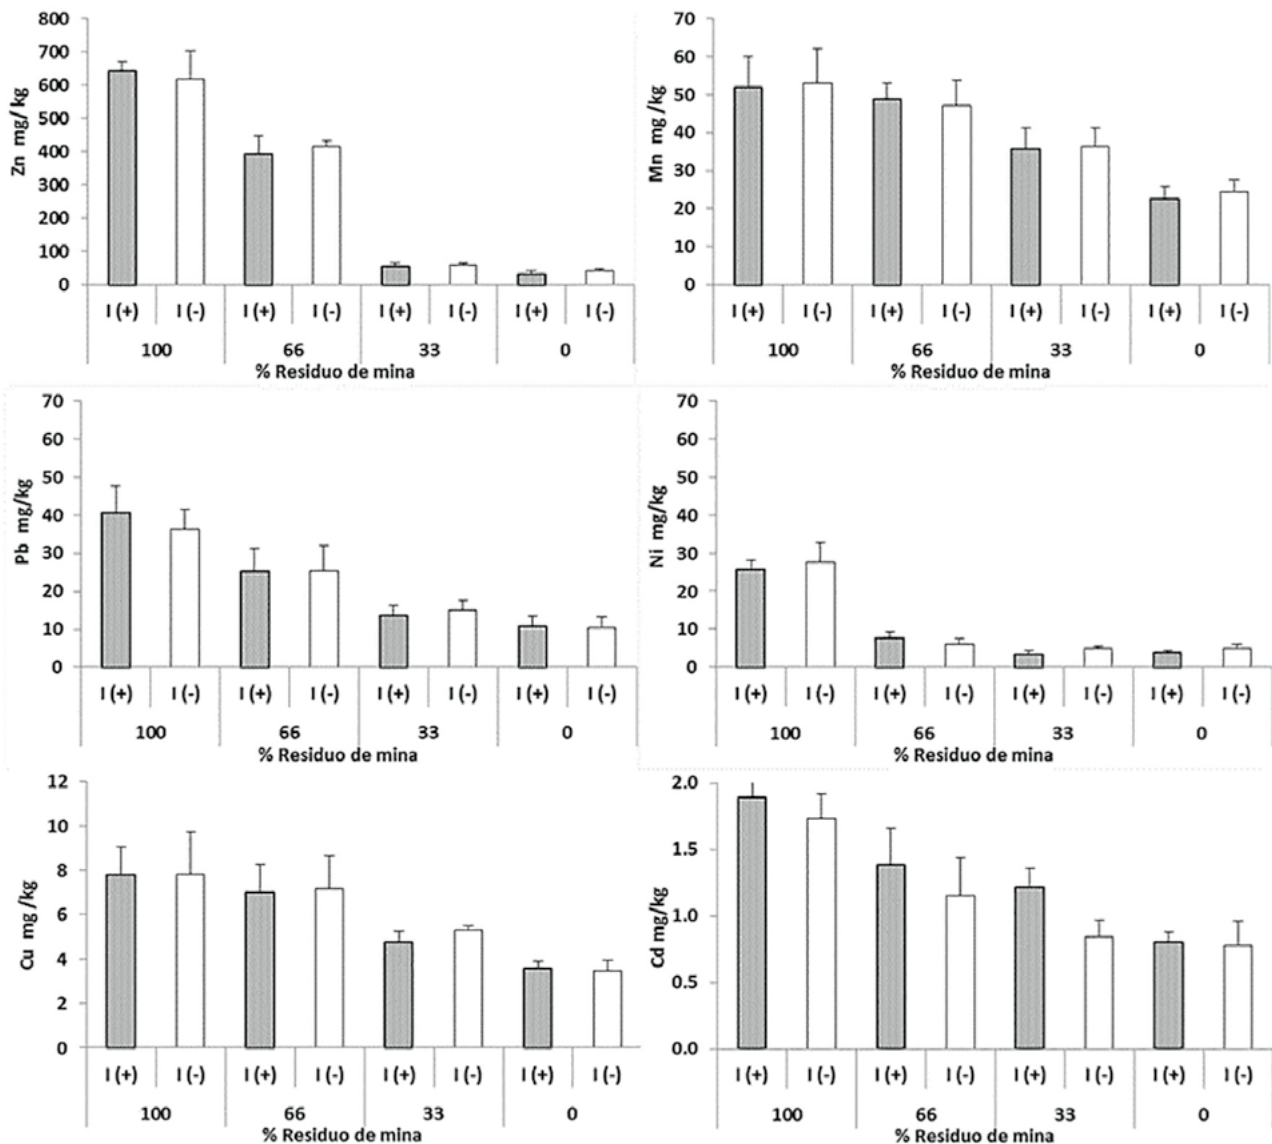 800
700
600
500
400
300
200
100
0
Zn mg/ kg
I (+) I (-) I (+) I (-) I (+) I (-) I (+) I (-)
100 66 33 0
% Residuo de mina
70
60
50
40
30
20
10
0
Mn mg /kg
I (+) I (-) I (+) I (-) I (+) I (-) I (+) I (-)
100 66 33 0
% Residuo de mina
70
60
50
40
30
20
10
0
Pb mg/kg
I (+) I (-) I (+) I (-) I (+) I (-) I (+) I (-)
100 66 33 0
% Residuo de mina
70
60
50
40
30
20
10
0
Ni mg/kg
I (+) I (-) I (+) I (-) I (+) I (-) I (+) I (-)
100 66 33 0
% Residuo de mina
12
10
8
6
4
2
0
Cu mg /kg
I (+) I (-) I (+) I (-) I (+) I (-) I (+) I (-)
100 66 33 0
% Residuo de mina
2.0
1.5
1.0
0.5
0.0
Cd mg/kg
I (+) I (-) I (+) I (-) I (+) I (-) I (+) I (-)
100 66 33 0
% Residuo de mina